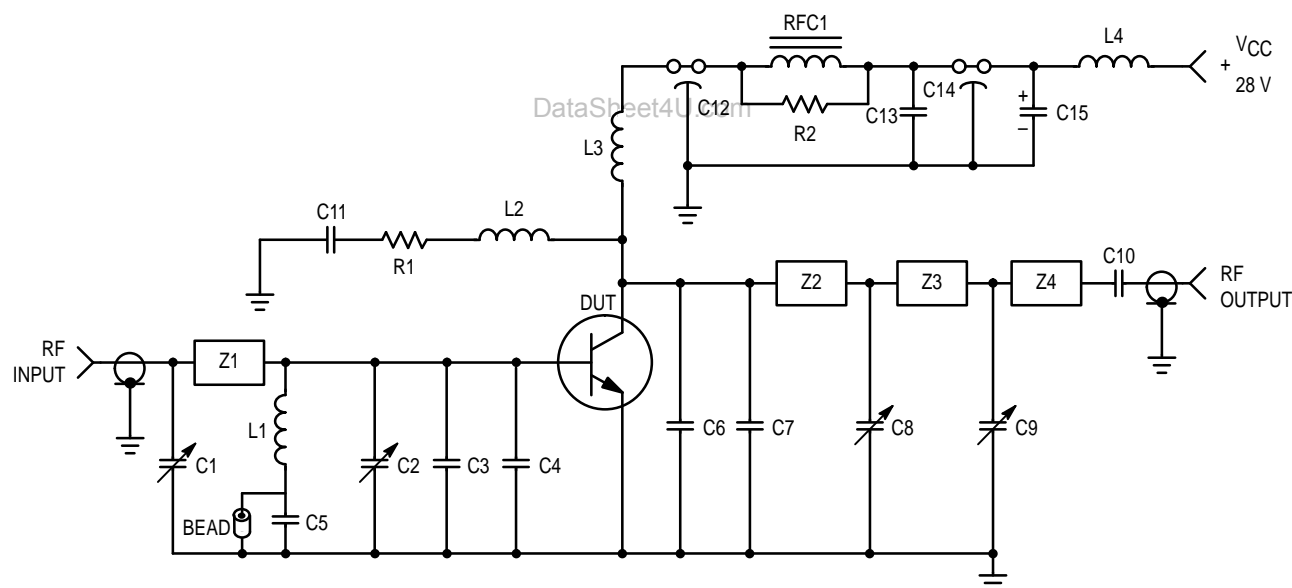 RFC1
L4
VCC
+
28 V
C12
R2
C13
C14
+
–
C15
DataSheet4U.com
L3
C11
R1
L2
C10
RF
OUTPUT
Z2
Z3
Z4
DUT
RF
INPUT
Z1
L1
C1
C2
C3
C4
C6
C7
C8
C9
BEAD
C5